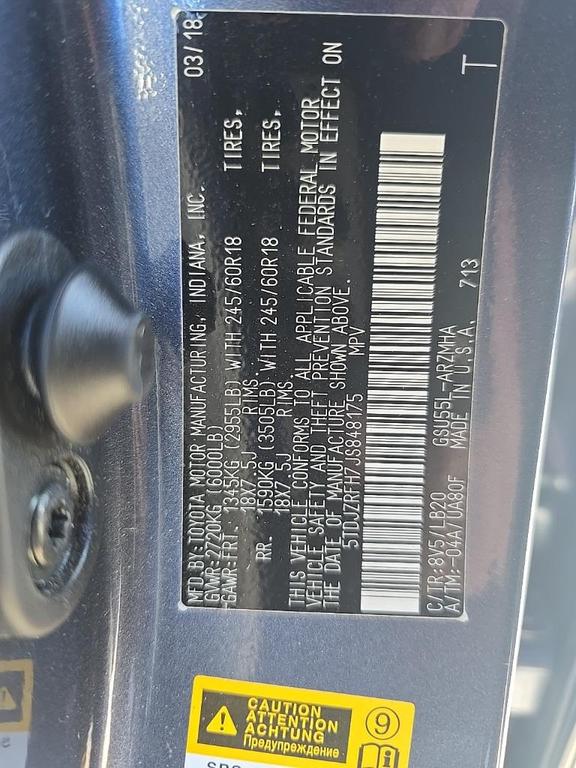 MFD.BY:TOYOTA MOTOR MANUFACTURING, INDIANA, INC. 03/18
GVWR:2720KG (6000LB)
GAWR:FRT. 1345KG (2955LB) WITH 245/60R18 TIRES,
18X7.5J RIMS
RR. 1590KG (3505LB) WITH 245/60R18 TIRES,
18X7.5J RIMS
THIS VEHICLE CONFORMS TO ALL APPLICABLE FEDERAL MOTOR
VEHICLE SAFETY AND THEFT PREVENTION STANDARDS IN EFFECT ON
THE DATE OF MANUFACTURE SHOWN ABOVE.
5TDUZRFH7JS848175 MPV
C/TR:8V5/LB20 GSU55L-ARZMHA T
A/TM:-04A/UA80F MADE IN U.S.A. 713
CAUTION
ATTENTION
ACHTUNG
Предупреждение
9